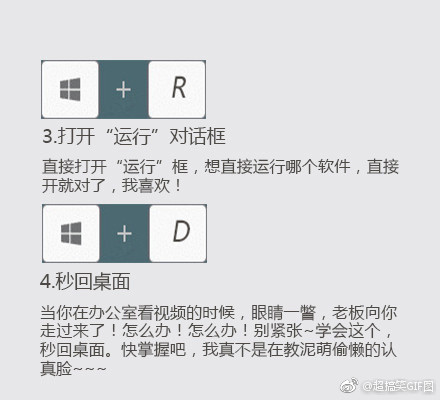 + R
3.打开“运行”对话框
直接打开“运行”框，想直接运行哪个软件，直接
开就对了，我喜欢！
+ D
4.秒回桌面
当你在办公室看视频的时候，眼睛一瞥，老板向你
走过来了！怎么办！怎么办！别紧张~学会这个，
秒回桌面。快掌握吧，我真不是在教泥萌偷懒的认
真脸~~~
@超搞笑GIF图